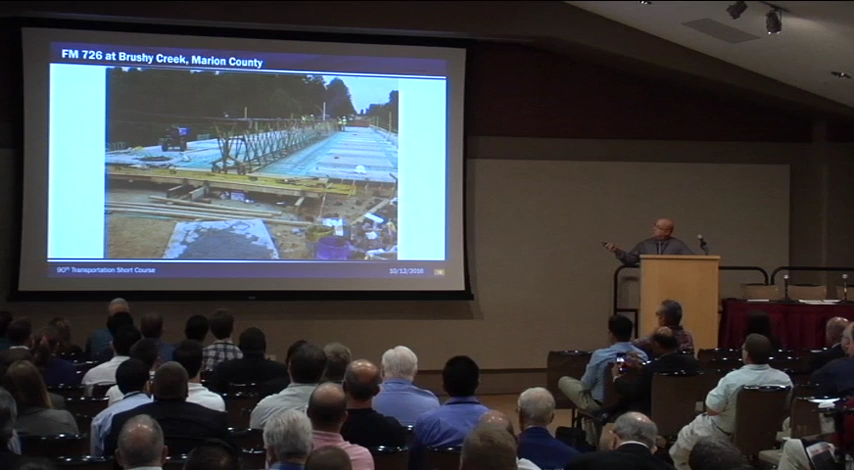 FM 726 at Brushy Creek, Marion County
90th Transportation Short Course
10/12/2016